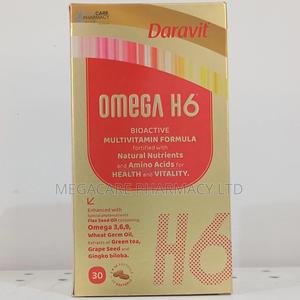 CARE
PHARMACY
Daravit
OMEGA H6
BIOACTIVE
MULTIVITAMIN FORMULA
fortified with
Natural Nutrients
and Amino Acids for
HEALTH and VITALITY.
MEGACARE PHARMACY LTD
Enhanced with
special phytonutrients
Flax Seed Oil containing
Omega 3,6,9,
Wheat Germ Oil,
Extracts of Green tea,
Grape Seed and
Gingko biloba.
H6
30